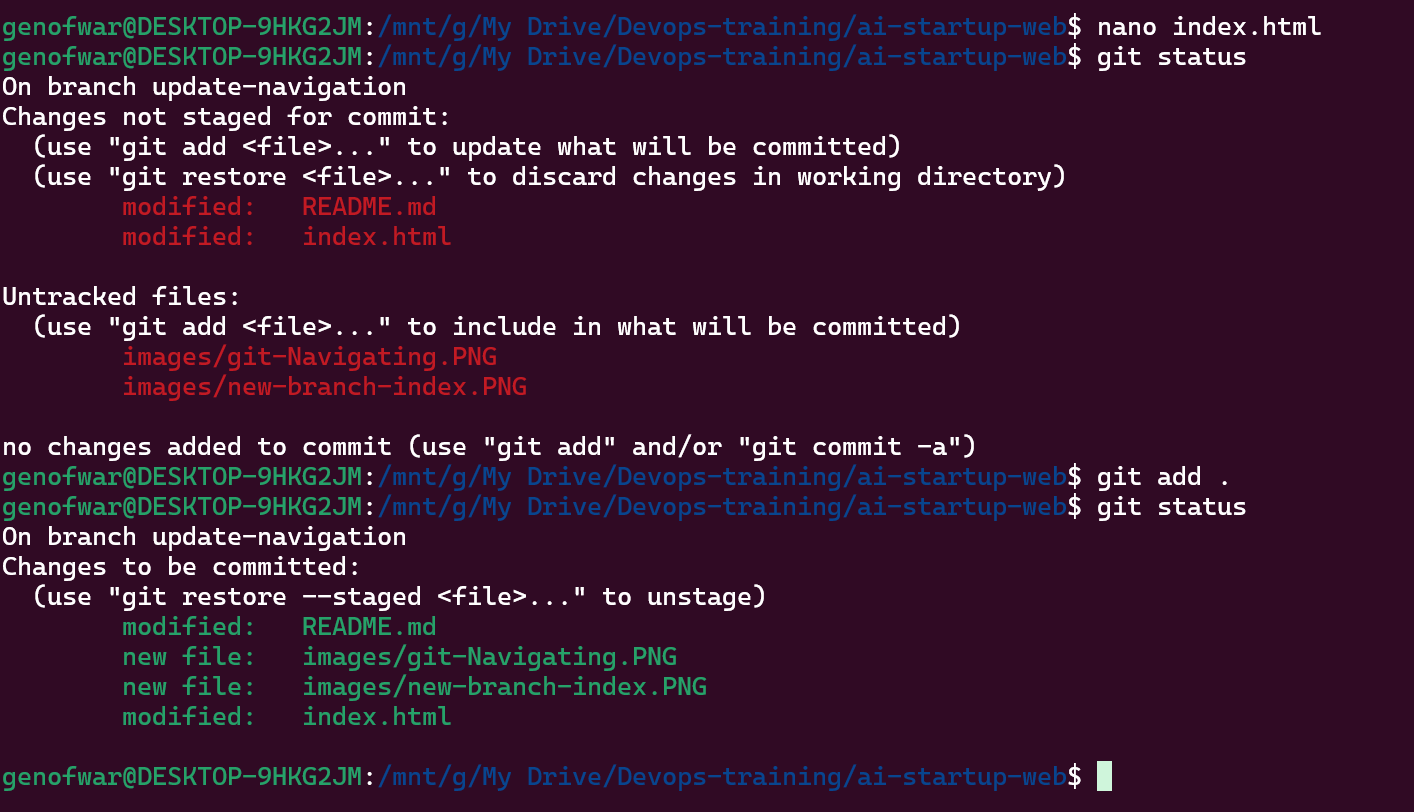 genofwar@DESKTOP-9HKG2JM:/mnt/g/My Drive/Devops-training/ai-startup-web$ nano index.html
genofwar@DESKTOP-9HKG2JM:/mnt/g/My Drive/Devops-training/ai-startup-web$ git status
On branch update-navigation
Changes not staged for commit:
  (use "git add <file>..." to update what will be committed)
  (use "git restore <file>..." to discard changes in working directory)
        modified:   README.md
        modified:   index.html

Untracked files:
  (use "git add <file>..." to include in what will be committed)
        images/git-Navigating.PNG
        images/new-branch-index.PNG

no changes added to commit (use "git add" and/or "git commit -a")
genofwar@DESKTOP-9HKG2JM:/mnt/g/My Drive/Devops-training/ai-startup-web$ git add .
genofwar@DESKTOP-9HKG2JM:/mnt/g/My Drive/Devops-training/ai-startup-web$ git status
On branch update-navigation
Changes to be committed:
  (use "git restore --staged <file>..." to unstage)
        modified:   README.md
        new file:   images/git-Navigating.PNG
        new file:   images/new-branch-index.PNG
        modified:   index.html

genofwar@DESKTOP-9HKG2JM:/mnt/g/My Drive/Devops-training/ai-startup-web$